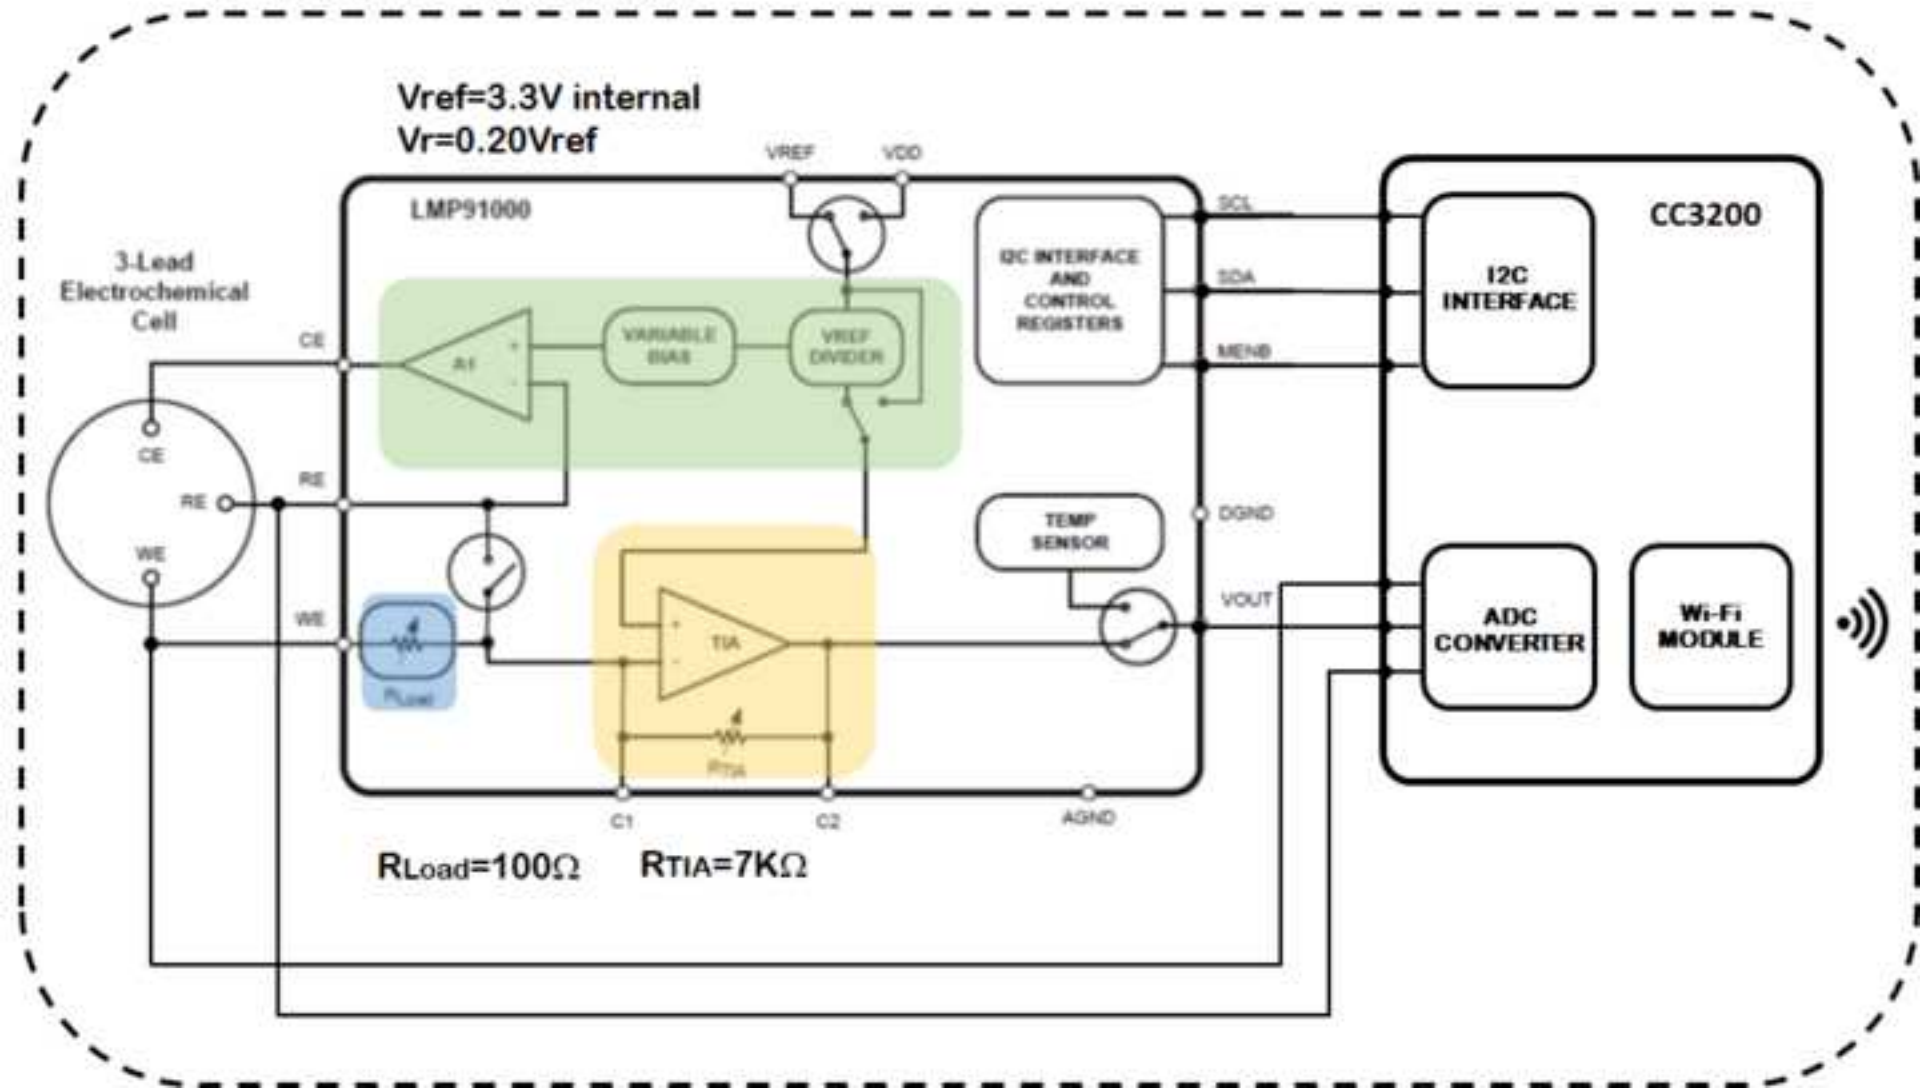 Vref=3.3V internal
Vr=0.20Vref
VREF
VDD
LMP91000
3-Lead
Electrochemical
Cell
CE
A1
+
-
VARIABLE
BIAS
VREF
DIVIDER
I2C INTERFACE
AND
CONTROL
REGISTERS
SCL
SDA
MENB
CC3200
I2C
INTERFACE
CE
RE
RE
WE
WE
RLoad
TEMP
SENSOR
DGND
VOUT
+
-
TIA
RTIA
ADC
CONVERTER
Wi-Fi
MODULE
C1
C2
AGND
RLoad=100Ω
RTIA=7KΩ